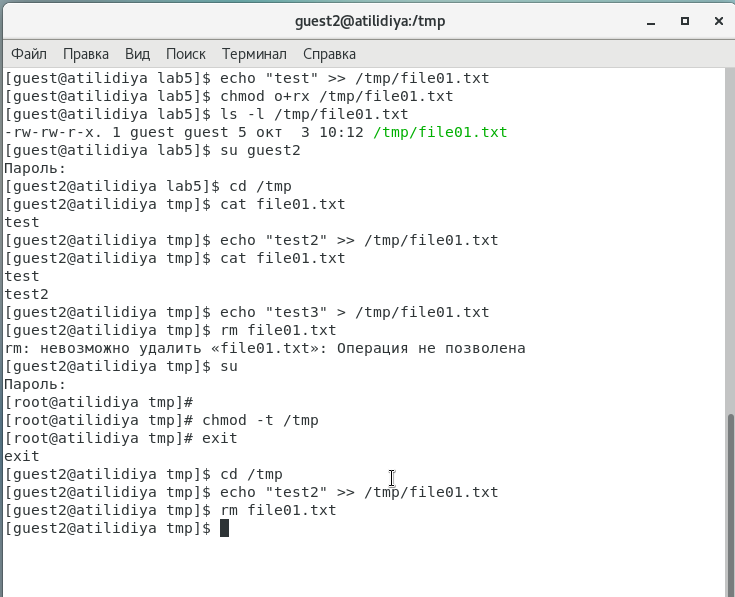 guest2@atilidiya:/tmp
Файл Правка Вид Поиск Терминал Справка
[guest@atilidiya lab5]$ echo "test" >> /tmp/file01.txt
[guest@atilidiya lab5]$ chmod o+rx /tmp/file01.txt
[guest@atilidiya lab5]$ ls -l /tmp/file01.txt
-rw-rw-r-x. 1 guest guest 5 окт  3 10:12 /tmp/file01.txt
[guest@atilidiya lab5]$ su guest2
Пароль:
[guest2@atilidiya lab5]$ cd /tmp
[guest2@atilidiya tmp]$ cat file01.txt
test
[guest2@atilidiya tmp]$ echo "test2" >> /tmp/file01.txt
[guest2@atilidiya tmp]$ cat file01.txt
test
test2
[guest2@atilidiya tmp]$ echo "test3" > /tmp/file01.txt
[guest2@atilidiya tmp]$ rm file01.txt
rm: невозможно удалить «file01.txt»: Операция не позволена
[guest2@atilidiya tmp]$ su
Пароль:
[root@atilidiya tmp]#
[root@atilidiya tmp]# chmod -t /tmp
[root@atilidiya tmp]# exit
exit
[guest2@atilidiya tmp]$ cd /tmp
[guest2@atilidiya tmp]$ echo "test2" >> /tmp/file01.txt
[guest2@atilidiya tmp]$ rm file01.txt
[guest2@atilidiya tmp]$